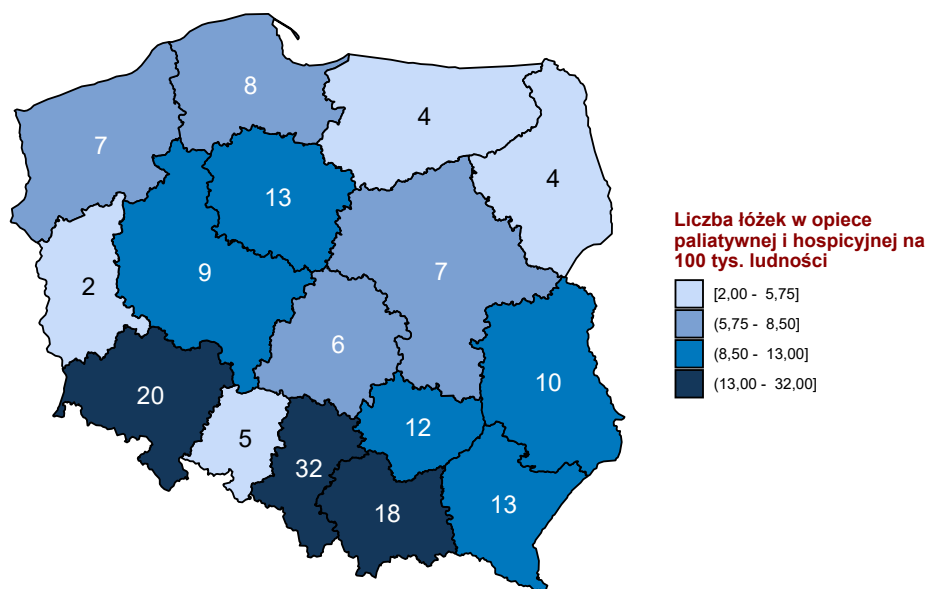 8
4
7
4
13
7
9
2
6
10
20
12
5
32
13
18
Liczba łóżek w opiece
paliatywnej i hospicyjnej na
100 tys. ludności
[2,00 - 5,75]
(5,75 - 8,50]
(8,50 - 13,00]
(13,00 - 32,00]